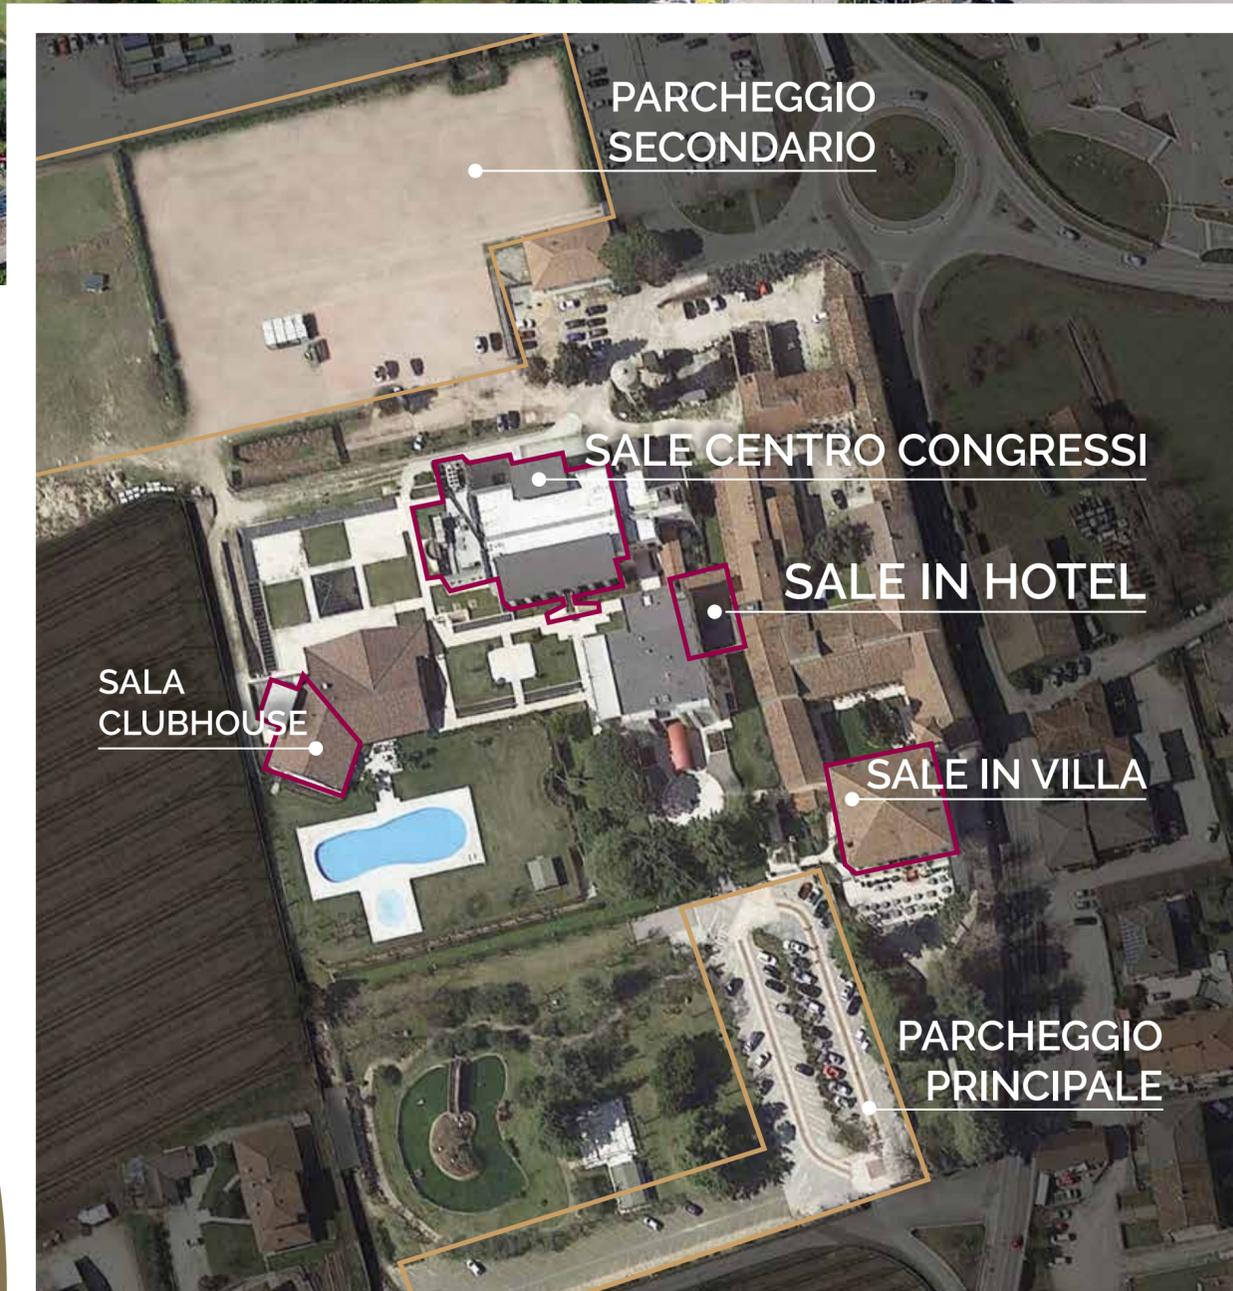 PARCHEGGIO
SECONDARIO
SALE CENTRO CONGRESSI
SALE IN HOTEL
SALA
CLUBHOUSE
SALE IN VILLA
PARCHEGGIO
PRINCIPALE